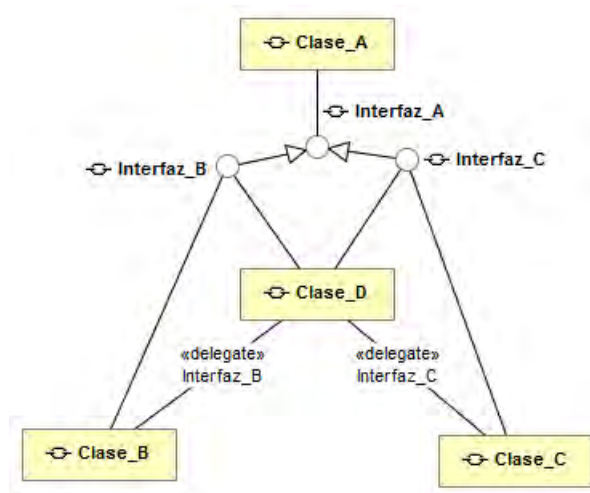 Clase_A
Interfaz_A
Interfaz_B
Interfaz_C
Clase_D
«delegate»
Interfaz_B
«delegate»
Interfaz_C
Clase_B
Clase_C